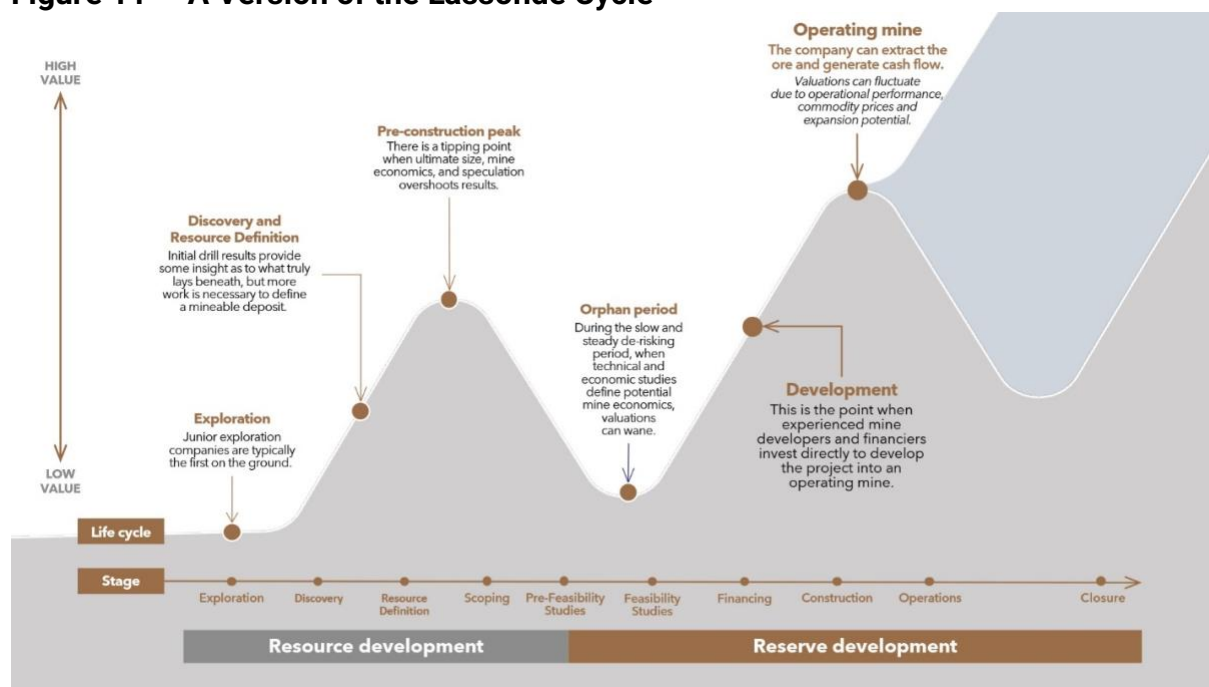 Figure 14 A Version of the Lassonde Cycle
HIGH
VALUE
LOW
VALUE
Exploration
Junior exploration
companies are typically
the first on the ground.
Discovery and
Resource Definition
Initial drill results provide
some insight as to what truly
lays beneath, but more
work is necessary to define
a mineable deposit.
Pre-construction peak
There is a tipping point
when ultimate size, mine
economics, and speculation
overshoots results.
Orphan period
During the slow and
steady de-risking
period, when
technical and
economic studies
define potential
mine economics,
valuations
can wane.
Development
This is the point when
experienced mine
developers and financiers
invest directly to develop
the project into an
operating mine.
Operating mine
The company can extract the
ore and generate cash flow.
Valuations can fluctuate
due to operational performance,
commodity prices and
expansion potential.
Life cycle
Stage
Exploration
Discovery
Resource
Definition
Scoping
Pre-Feasibility
Studies
Feasibility
Studies
Financing
Construction
Operations
Closure
Resource development
Reserve development